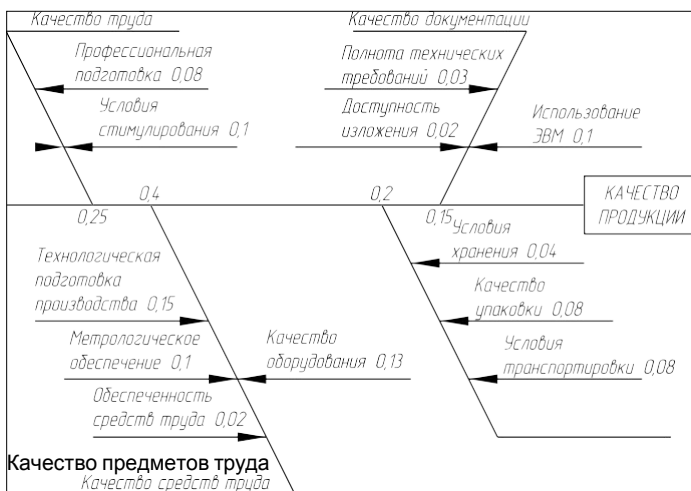 Качество труда
Качество документации
Профессиональная
подготовка 0,08
Условия
стимулирования 0,1
Полнота технических
требований 0,03
Доступность
изложения 0,02
Использование
ЭВМ 0,1
0,25
0,4
0,2
0,15
КАЧЕСТВО
ПРОДУКЦИИ
Технологическая
подготовка
производства 0,15
Метрологическое
обеспечение 0,1
Обеспеченность
средств труда 0,02
Качество
оборудования 0,13
Условия
хранения 0,04
Качество
упаковки 0,08
Условия
транспортировки 0,08
Качество предметов труда
Качество средств труда